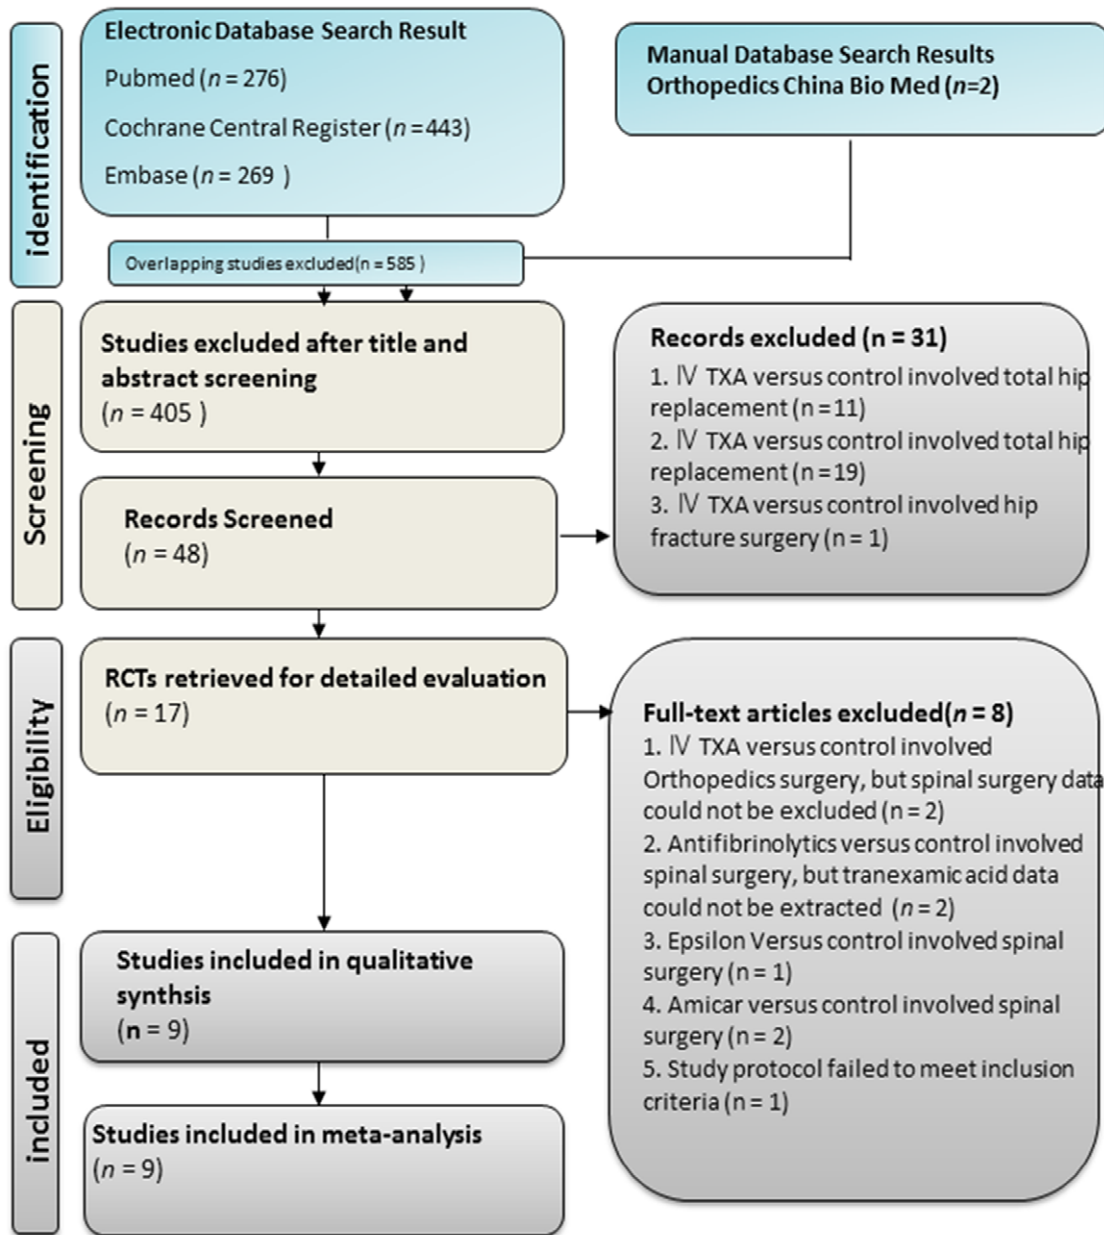 identification
Electronic Database Search Result
Pubmed (n = 276)
Cochrane Central Register (n =443)
Embase (n = 269 )
Manual Database Search Results
Orthopedics China Bio Med (n=2)
Overlapping studies excluded(n = 585 )
Screening
Studies excluded after title and
abstract screening
(n = 405 )
Records Screened
(n = 48)
Records excluded (n = 31)
1. IV TXA versus control involved total hip
replacement (n = 11)
2. IV TXA versus control involved total hip
replacement (n = 19)
3. IV TXA versus control involved hip
fracture surgery (n = 1)
Eligibility
RCTs retrieved for detailed evaluation
(n = 17)
Full-text articles excluded(n = 8)
1. IV TXA versus control involved
Orthopedics surgery, but spinal surgery data
could not be excluded (n = 2)
2. Antifibrinolytics versus control involved
spinal surgery, but tranexamic acid data
could not be extracted (n = 2)
3. Epsilon Versus control involved spinal
surgery (n = 1)
4. Amicar versus control involved spinal
surgery (n = 2)
5. Study protocol failed to meet inclusion
criteria (n = 1)
included
Studies included in qualitative
synthsis
(n = 9)
Studies included in meta-analysis
(n = 9)